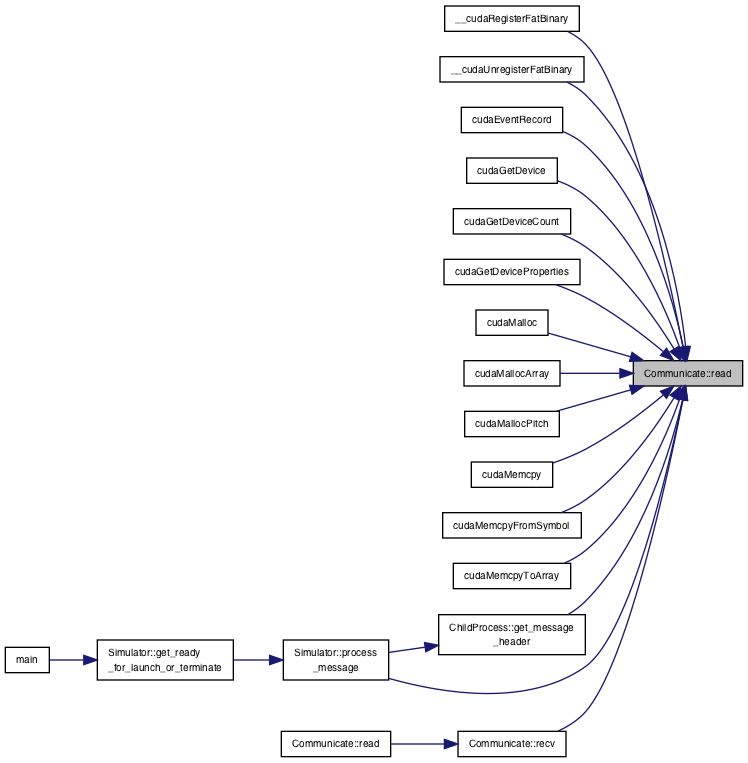 __cudaRegisterFatBinary
__cudaUnregisterFatBinary
cudaEventRecord
cudaGetDevice
cudaGetDeviceCount
cudaGetDeviceProperties
cudaMalloc
Communicate::read
cudaMallocArray
cudaMallocPitch
cudaMemcpy
cudaMemcpyFromSymbol
cudaMemcpyToArray
ChildProcess::get_message
_header
main
Simulator::get_ready
_for_launch_or_terminate
Simulator::process
_message
Communicate::read
Communicate::recv